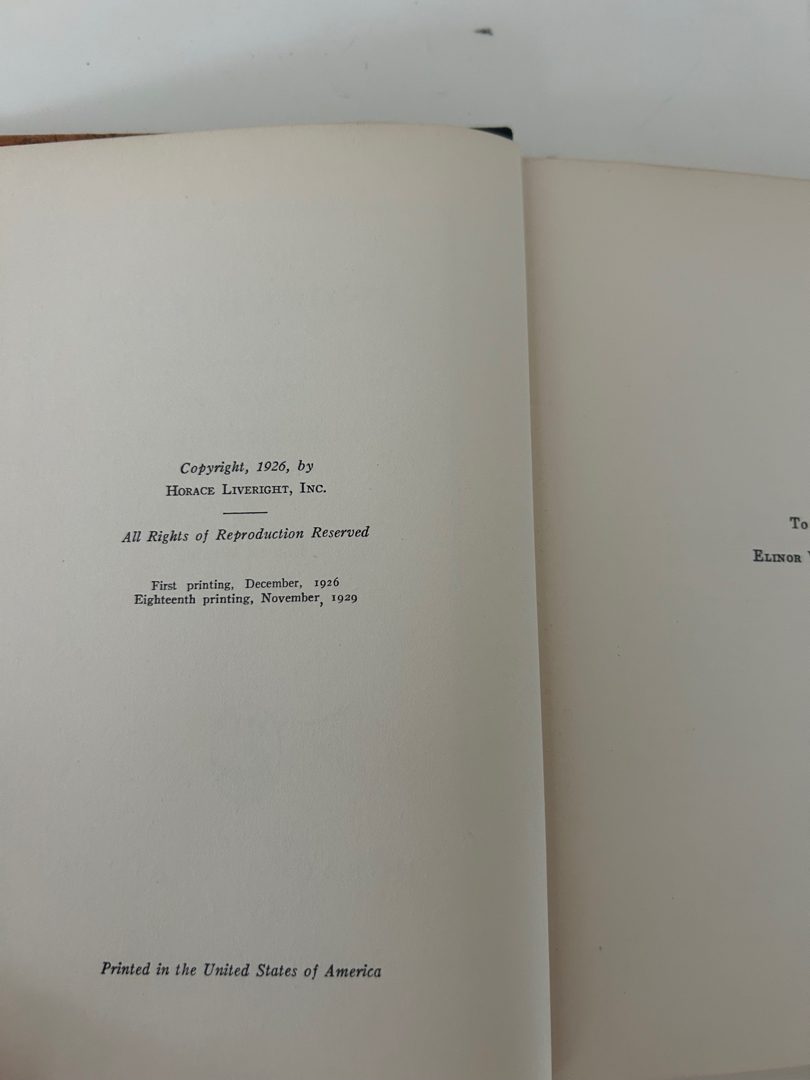 Copyright, 1926, by
HORACE LIVERIGHT, INC.
All Rights of Reproduction Reserved
First printing, December, 1926
Eighteenth printing, November, 1929
Printed in the United States of America
To
ELINOR